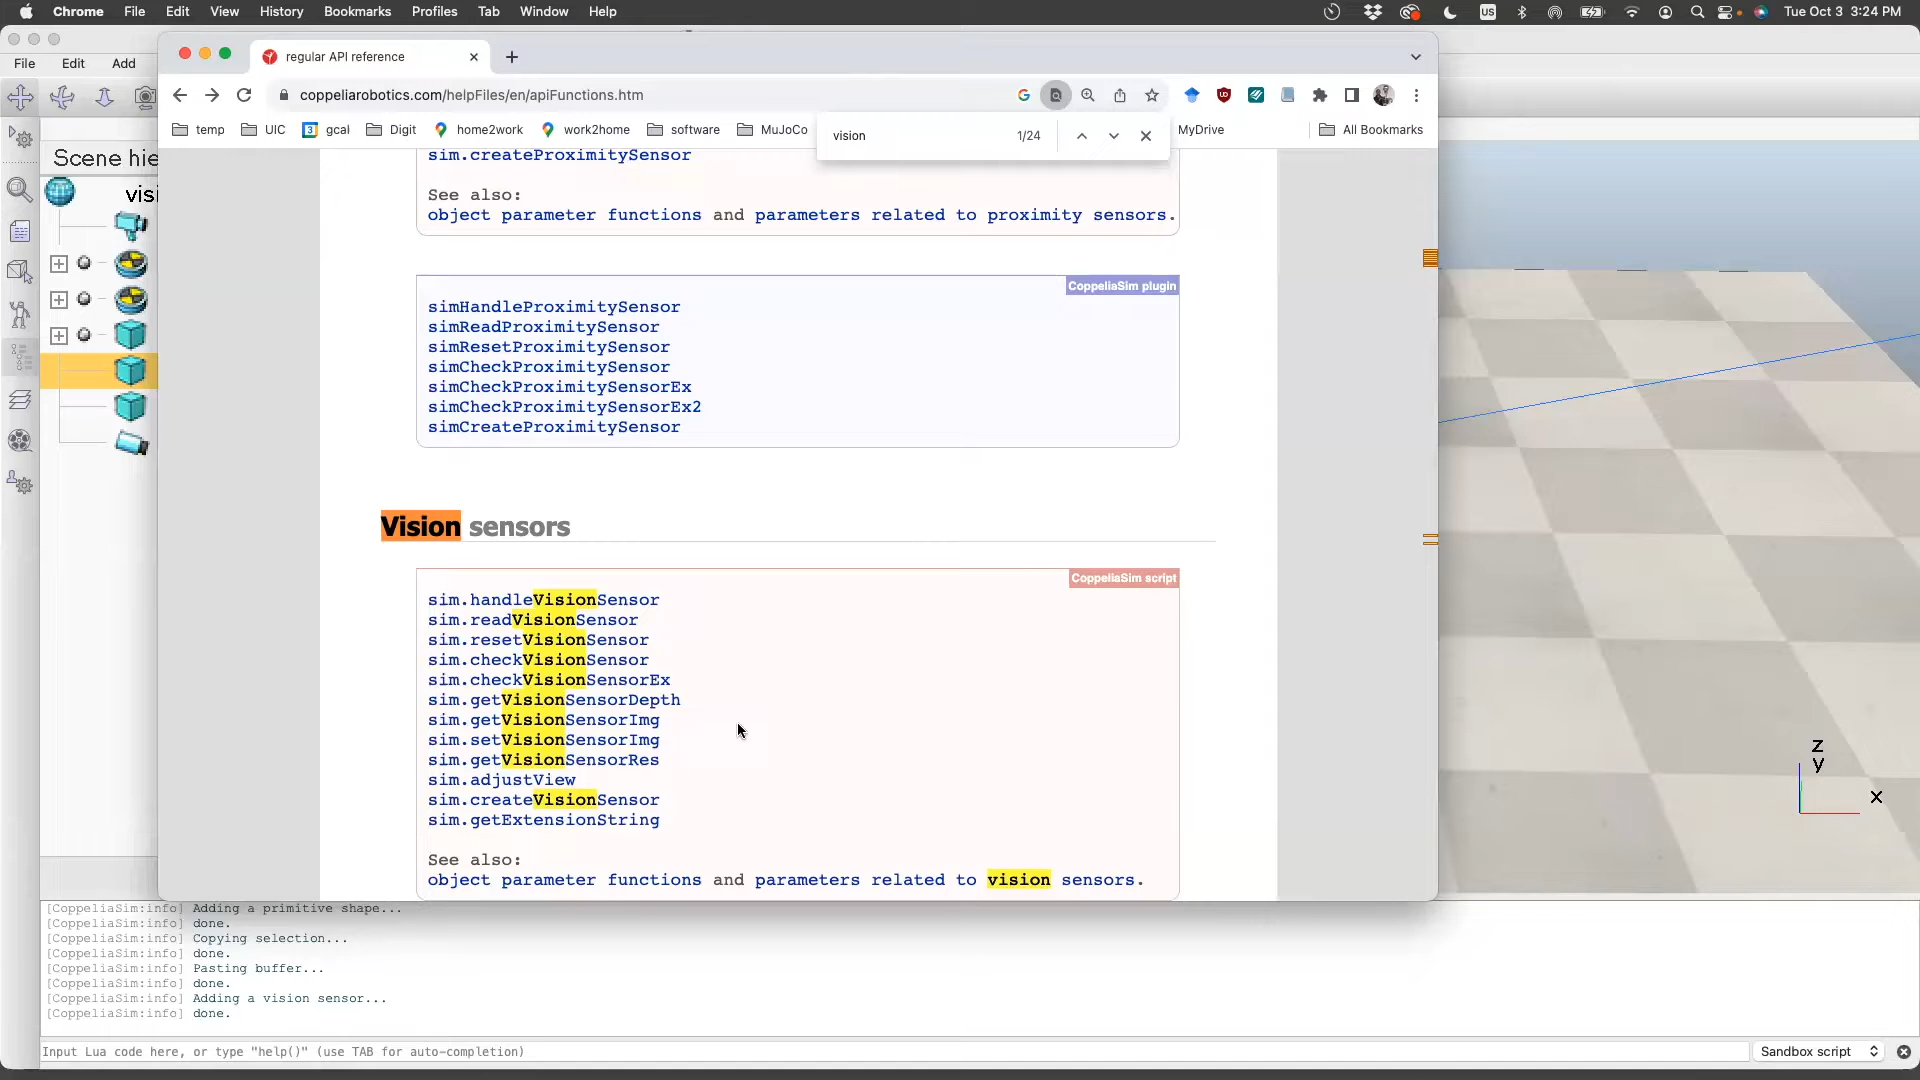 Chrome File Edit View History Bookmarks Profiles Tab Window Help US Tue Oct 3 3:24 PM
File Edit Add
regular API reference
coppeliarobotics.com/helpFiles/en/apiFunctions.htm
temp UIC gcal Digit home2work work2home software MuJoCo MyDrive All Bookmarks
vision 1/24
Scene hie
visi
sim.createProximitySensor
See also:
object parameter functions and parameters related to proximity sensors.
CoppeliaSim plugin
simHandleProximitySensor
simReadProximitySensor
simResetProximitySensor
simCheckProximitySensor
simCheckProximitySensorEx
simCheckProximitySensorEx2
simCreateProximitySensor
Vision sensors
CoppeliaSim script
sim.handleVisionSensor
sim.readVisionSensor
sim.resetVisionSensor
sim.checkVisionSensor
sim.checkVisionSensorEx
sim.getVisionSensorDepth
sim.getVisionSensorImg
sim.setVisionSensorImg
sim.getVisionSensorRes
sim.adjustView
sim.createVisionSensor
sim.getExtensionString
See also:
object parameter functions and parameters related to vision sensors.
z
y
x
[CoppeliaSim:info] Adding a primitive shape...
[CoppeliaSim:info] done.
[CoppeliaSim:info] Copying selection...
[CoppeliaSim:info] done.
[CoppeliaSim:info] Pasting buffer...
[CoppeliaSim:info] done.
[CoppeliaSim:info] Adding a vision sensor...
[CoppeliaSim:info] done.
Input Lua code here, or type "help()" (use TAB for auto-completion) Sandbox script